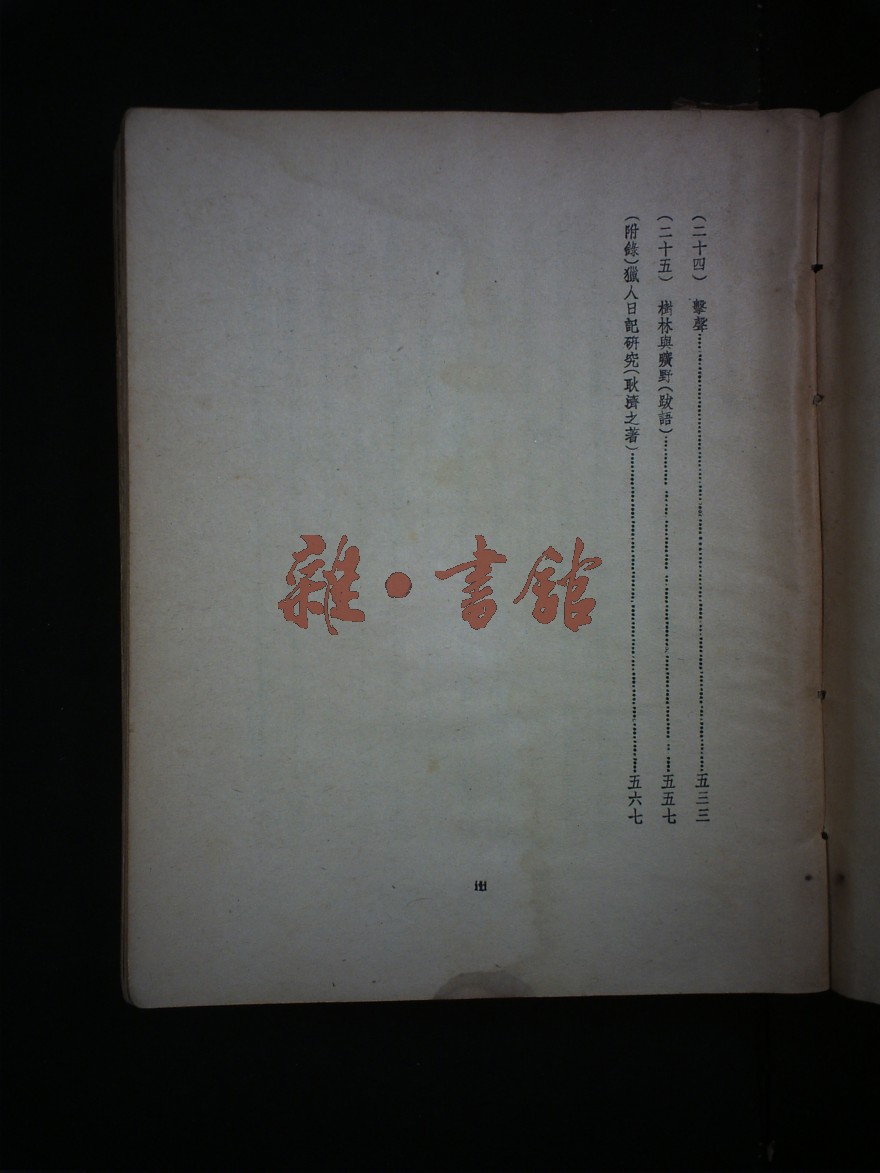 （二十四）　擊聲……五三三
（二十五）　樹林與曠野（跋語）……五五七
（附錄）獵人日記研究（耿濟之著）……五六七
雜·書館
iii